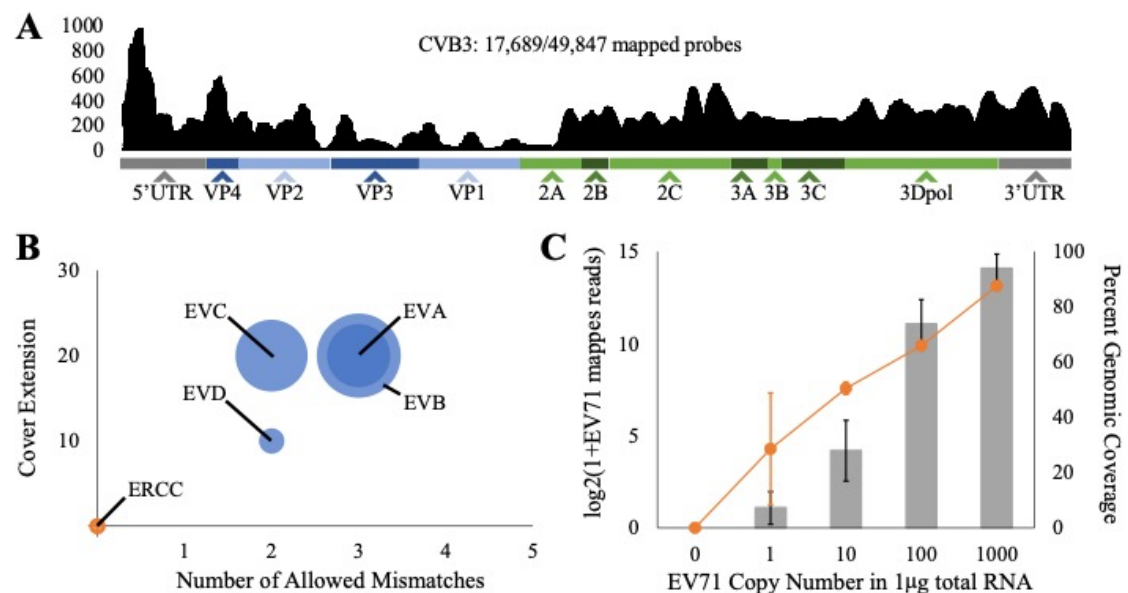 A
1000
800
600
400
200
0
CVB3: 17,689/49,847 mapped probes
5’UTR VP4 VP2 VP3 VP1 2A 2B 2C 3A 3B 3C 3Dpol 3’UTR
B
Cover Extension
30
20
10
EVC
EVA
EVD
EVB
ERCC
1 2 3 4 5
Number of Allowed Mismatches
C
log2(1+EV71 mappes reads)
15
10
5
0
100
80
60
40
20
0
Percent Genomic Coverage
0 1 10 100 1000
EV71 Copy Number in 1μg total RNA